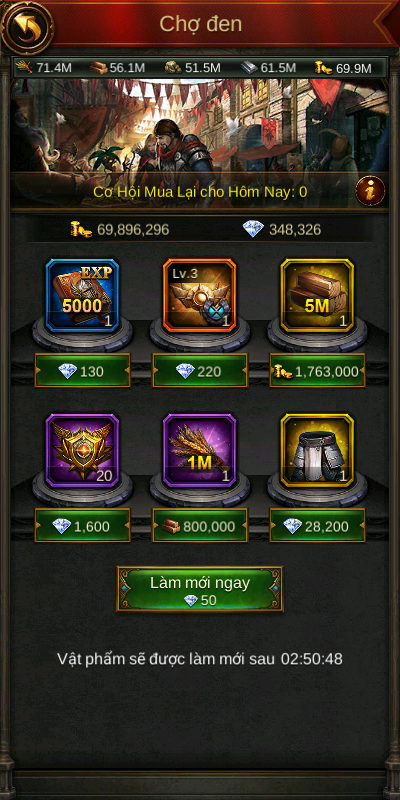 Chợ đen
71.4M 56.1M 51.5M 61.5M 69.9M
Cơ Hội Mua Lại cho Hôm Nay: 0
69,896,296 348,326
EXP
5000
1
Lv.3
1
5M
1
130 220 1,763,000
20
1M
1
1
1,600 800,000 28,200
Làm mới ngay
50
Vật phẩm sẽ được làm mới sau 02:50:48